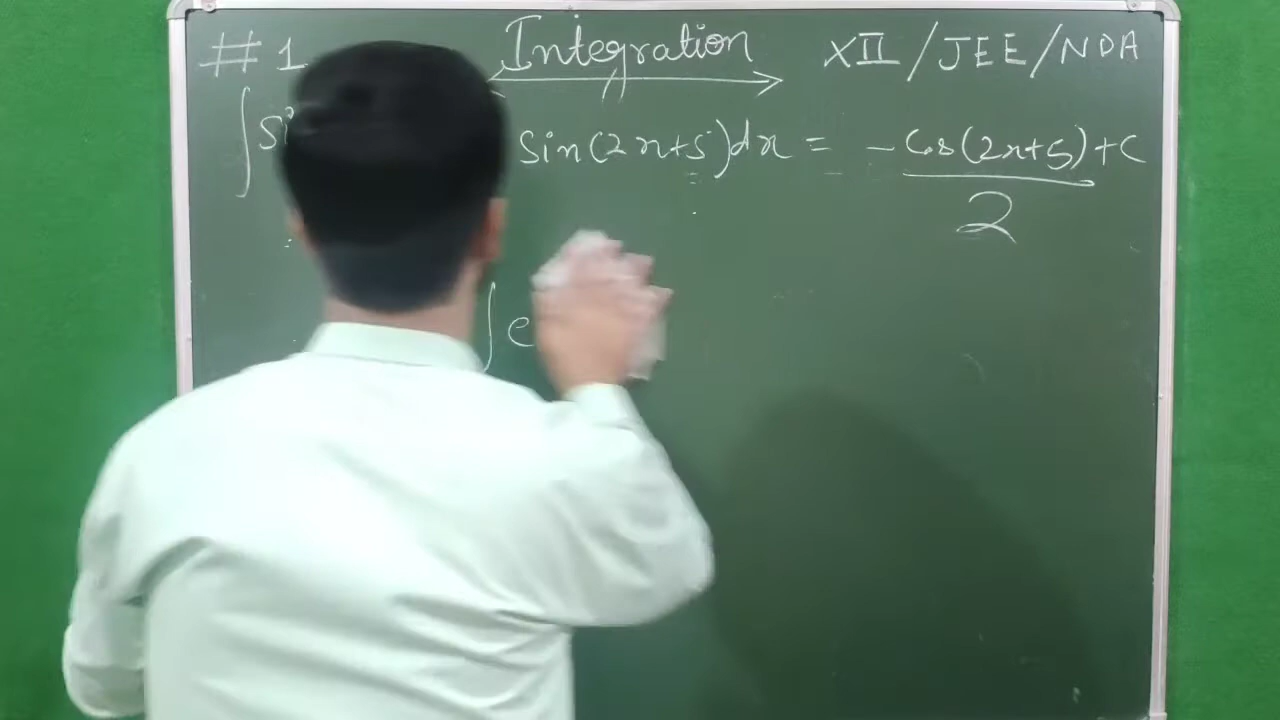 #1 Integration XII/JEE/NDA
∫Si sin(2x+5)dx = -Cos(2x+5)+C
2
∫e